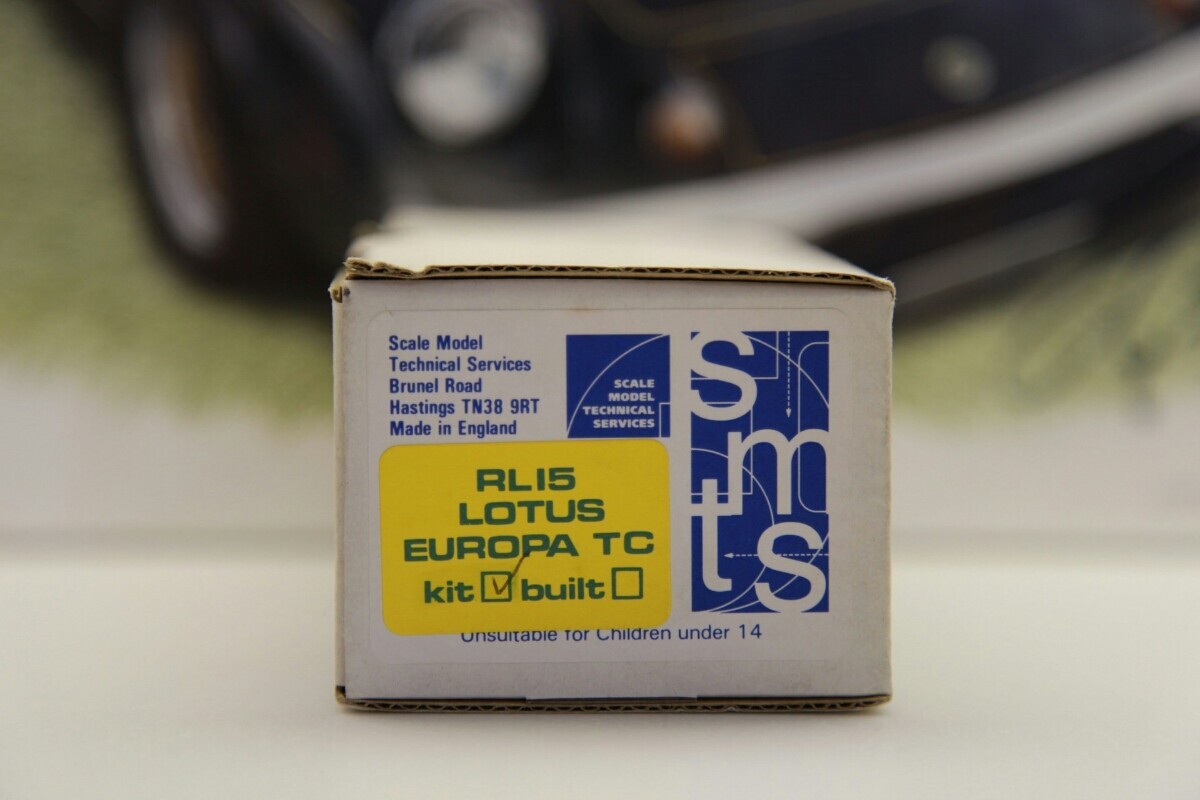 Scale Model
Technical Services
Brunel Road
Hastings TN38 9RT
Made in England
SCALE
MODEL
TECHNICAL
SERVICES
smts
RL15
LOTUS
EUROPA TC
kit built
Unsuitable for Children under 14